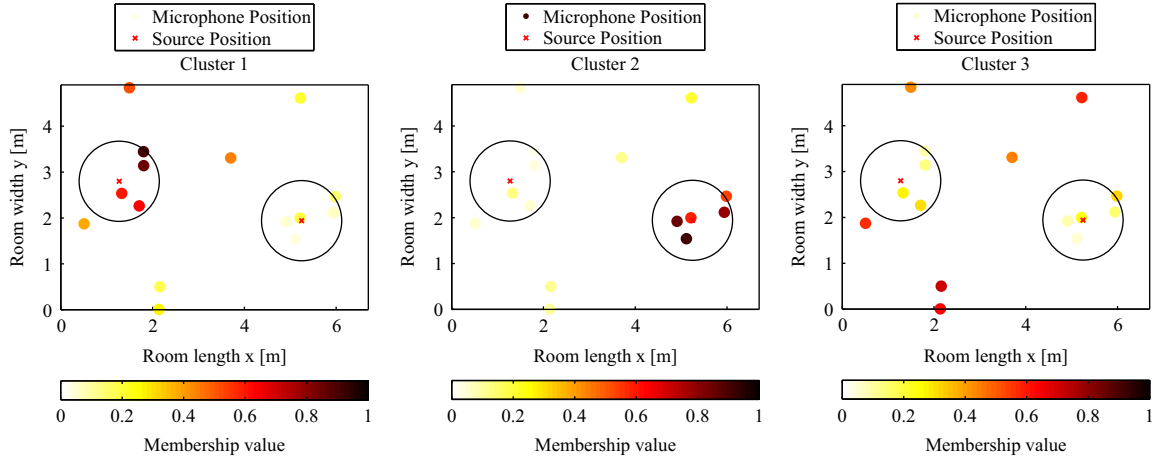 Microphone Position
Source Position
Cluster 1
Room width y [m]
4
3
2
1
0
0 2 4 6
Room length x [m]
0 0.2 0.4 0.6 0.8 1
Membership value
Microphone Position
Source Position
Cluster 2
Room width y [m]
4
3
2
1
0
0 2 4 6
Room length x [m]
0 0.2 0.4 0.6 0.8 1
Membership value
Microphone Position
Source Position
Cluster 3
Room width y [m]
4
3
2
1
0
0 2 4 6
Room length x [m]
0 0.2 0.4 0.6 0.8 1
Membership value